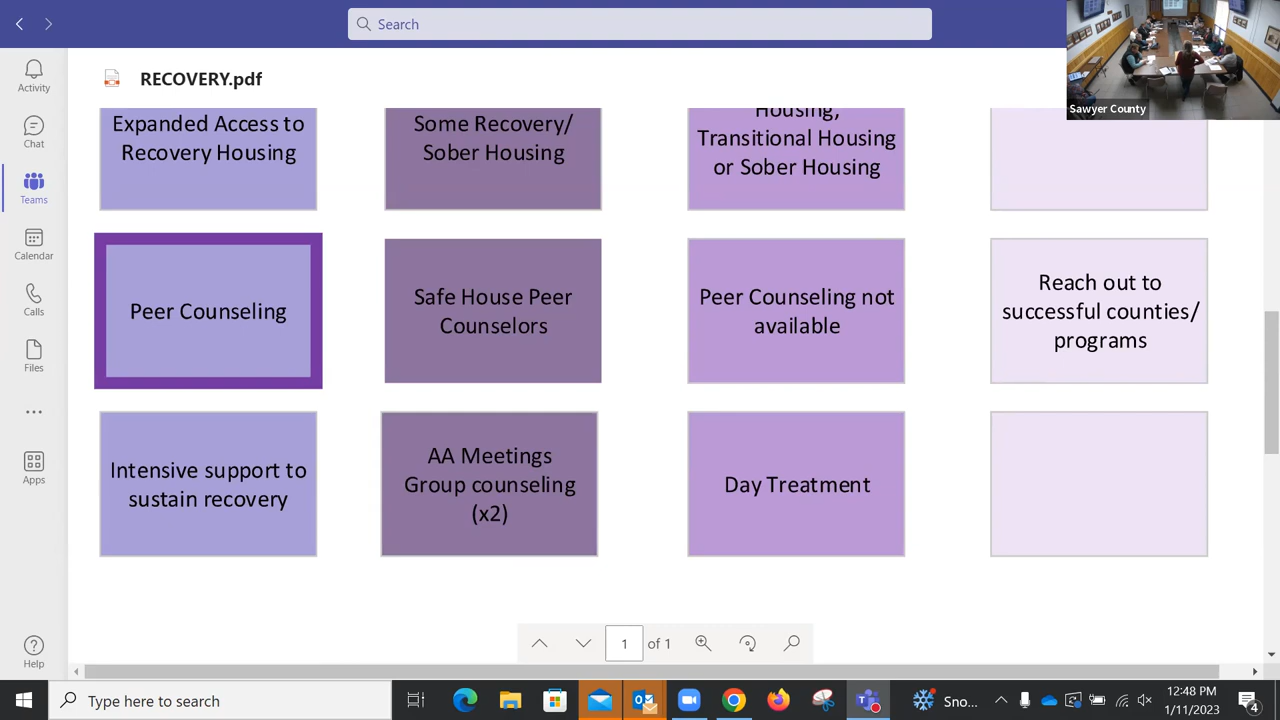 Search
Sawyer County
Activity
Chat
Teams
Calendar
Calls
Files
Apps
Help
RECOVERY.pdf
Expanded Access to
Recovery Housing
Some Recovery/
Sober Housing
Housing,
Transitional Housing
or Sober Housing
Peer Counseling
Safe House Peer
Counselors
Peer Counseling not
available
Reach out to
successful counties/
programs
Intensive support to
sustain recovery
AA Meetings
Group counseling
(x2)
Day Treatment
1 of 1
Type here to search
Sno...
12:48 PM
1/11/2023
4